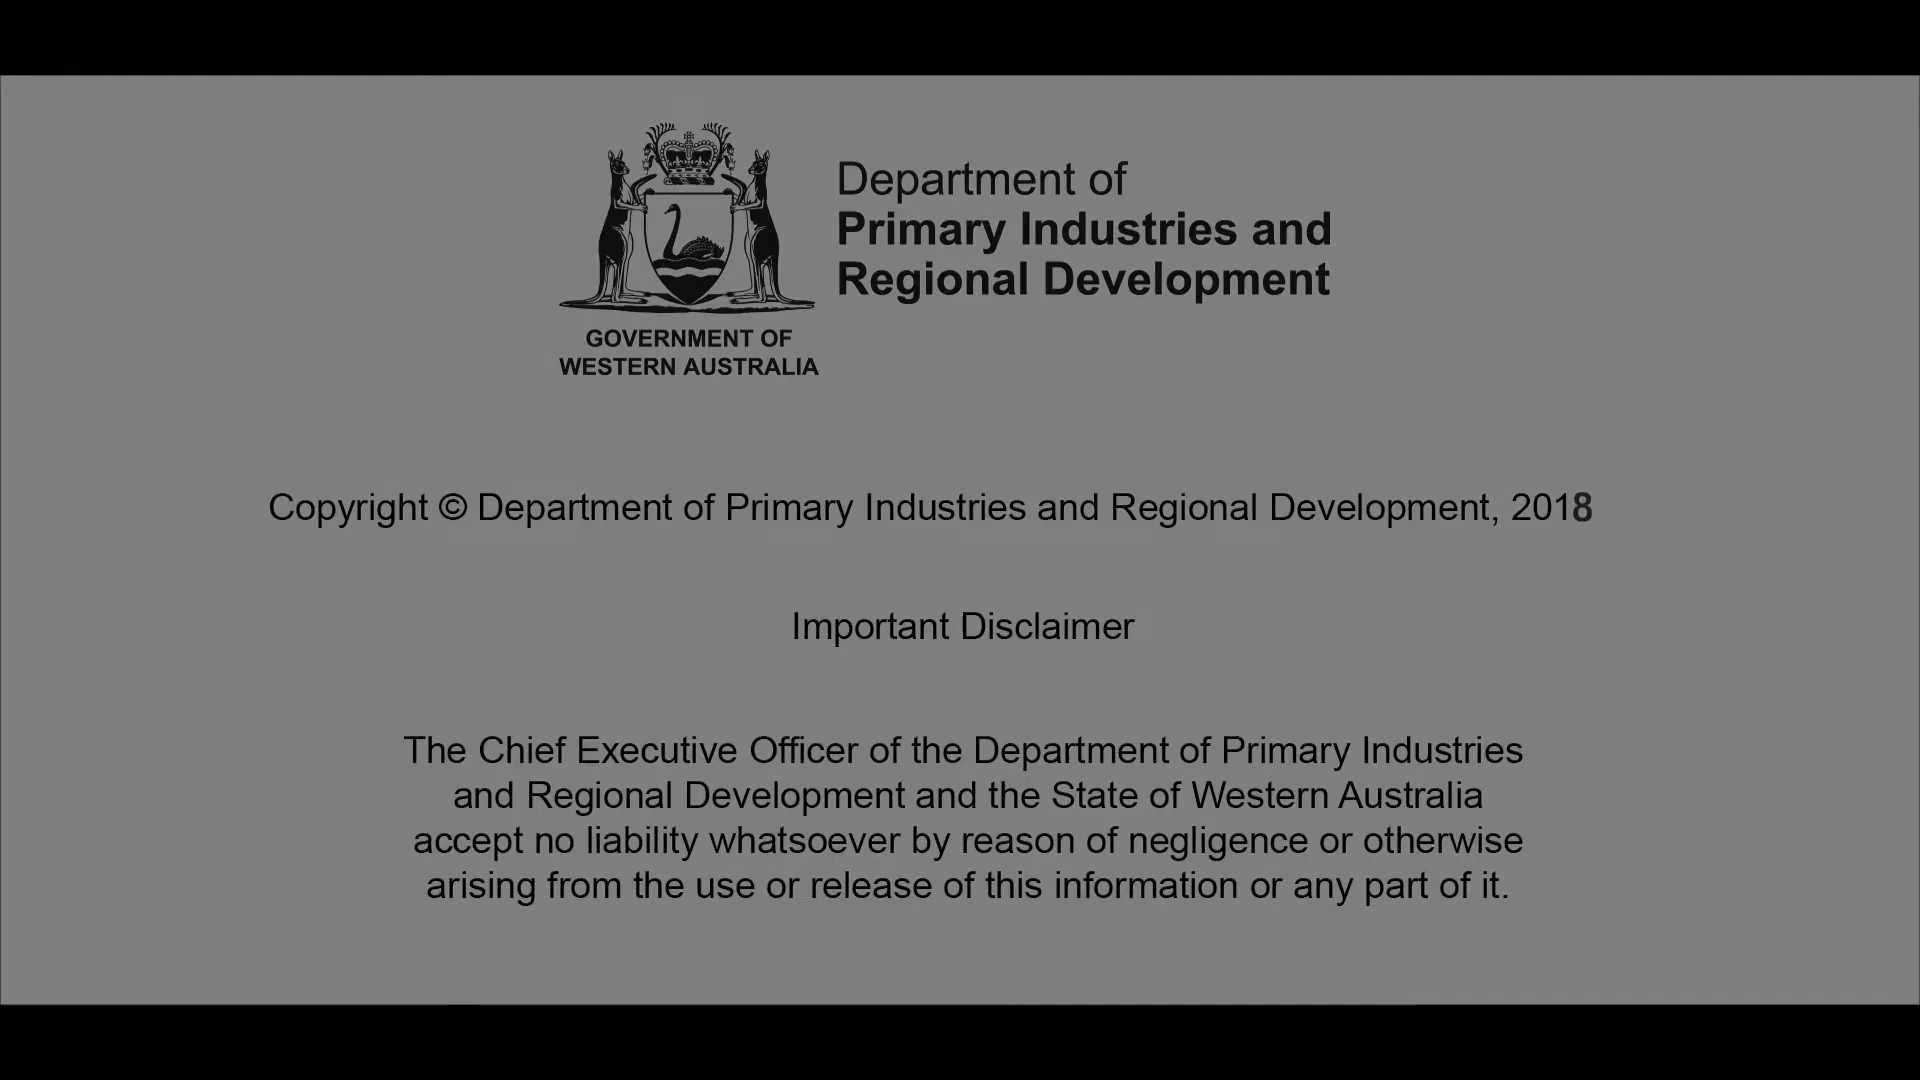 Department of
Primary Industries and
Regional Development
GOVERNMENT OF
WESTERN AUSTRALIA
Copyright © Department of Primary Industries and Regional Development, 2018
Important Disclaimer
The Chief Executive Officer of the Department of Primary Industries
and Regional Development and the State of Western Australia
accept no liability whatsoever by reason of negligence or otherwise
arising from the use or release of this information or any part of it.